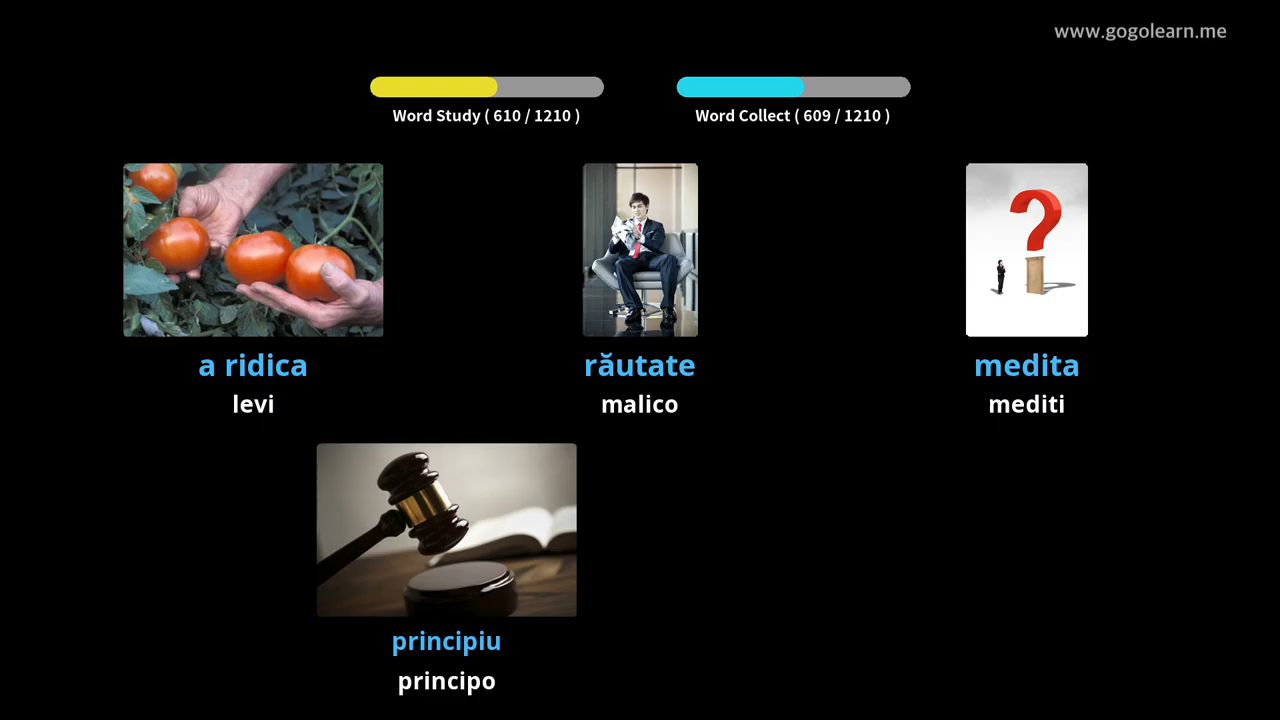 www.gogolearn.me
Word Study ( 610 / 1210 )
Word Collect ( 609 / 1210 )
a ridica
levi
răutate
malico
medita
mediti
principiu
principo